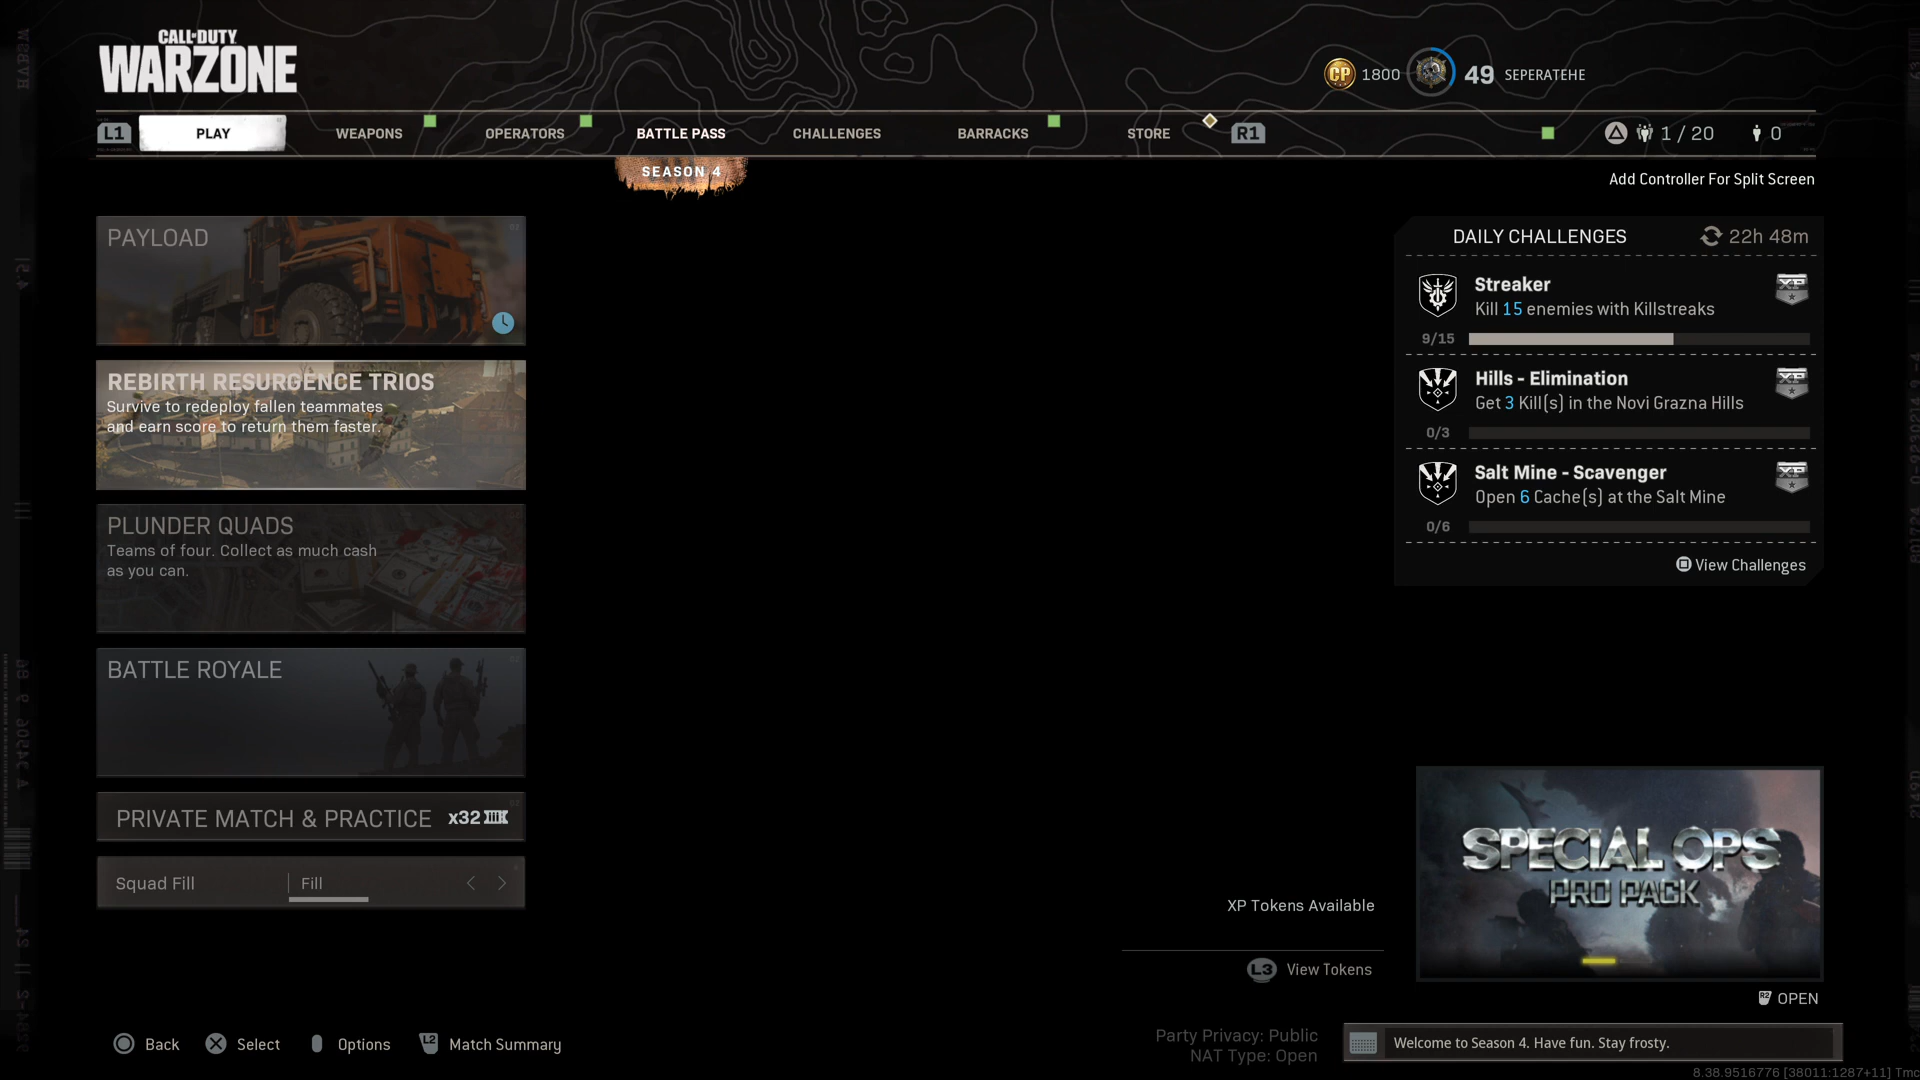 CALL OF DUTY
WARZONE
CP 1800 49 SEPERATEHE
L1 PLAY WEAPONS OPERATORS BATTLE PASS CHALLENGES BARRACKS STORE R1 1 / 20 0
SEASON 4
Add Controller For Split Screen
PAYLOAD
REBIRTH RESURGENCE TRIOS
Survive to redeploy fallen teammates
and earn score to return them faster.
PLUNDER QUADS
Teams of four. Collect as much cash
as you can.
BATTLE ROYALE
PRIVATE MATCH & PRACTICE x32
Squad Fill Fill
DAILY CHALLENGES 22h 48m
Streaker XP
Kill 15 enemies with Killstreaks
9/15
Hills - Elimination XP
Get 3 Kill(s) in the Novi Grazna Hills
0/3
Salt Mine - Scavenger XP
Open 6 Cache(s) at the Salt Mine
0/6
View Challenges
SPECIAL OPS
PRO PACK
XP Tokens Available
L3 View Tokens
R2 OPEN
Back Select Options L2 Match Summary
Party Privacy: Public
NAT Type: Open
Welcome to Season 4. Have fun. Stay frosty.
8.38.9516776 [38011:1287+11] Tmc